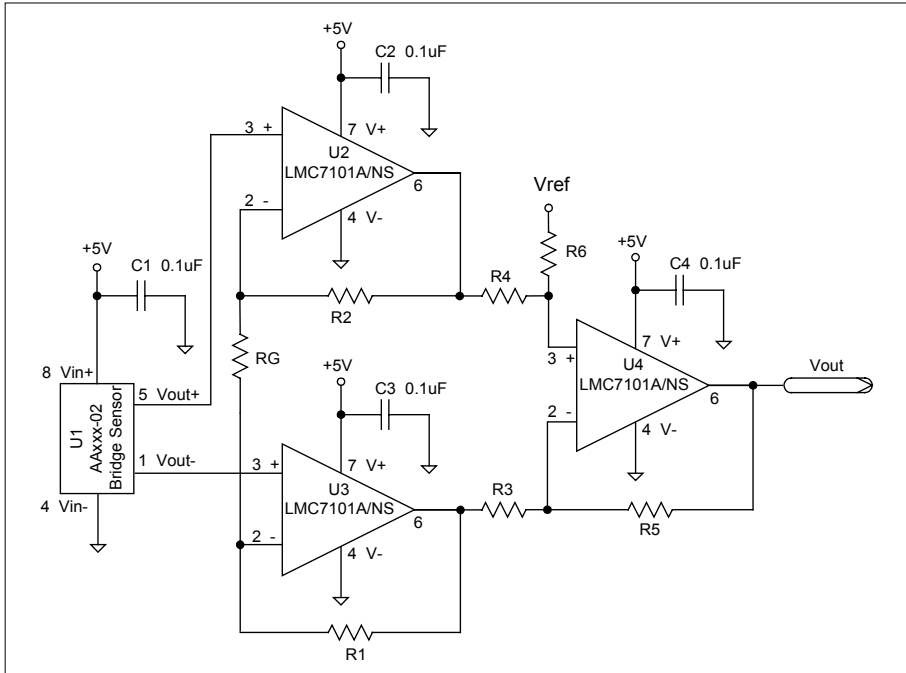 +5V
C2 0.1uF
3 +
7 V+
U2
LMC7101A/NS
6
2 -
4 V-
Vref
+5V
C1 0.1uF
R6
+5V
C4 0.1uF
R4
R2
7 V+
RG
3 +
U4
LMC7101A/NS
6
Vout
+5V
C3 0.1uF
8 Vin+
5 Vout+
2 -
4 V-
U1
AAxxx-02
Bridge Sensor
1 Vout-
3 +
7 V+
U3
LMC7101A/NS
6
R3
R5
4 Vin-
2 -
4 V-
R1